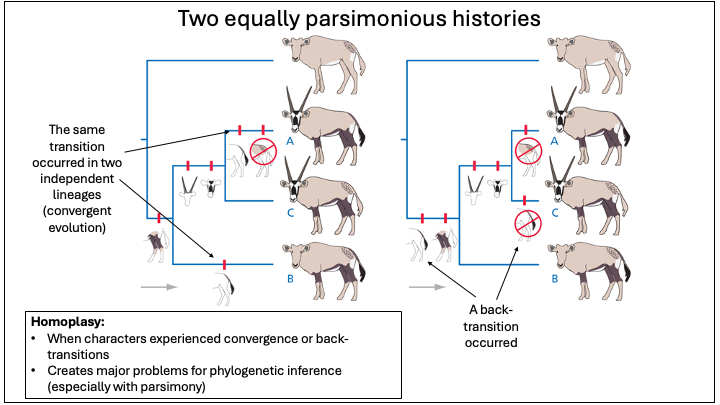 Two equally parsimonious histories
The same
transition
occurred in two
independent
lineages
(convergent
evolution)
A
C
B
A
C
B
A back-
transition
occurred
Homoplasy:
• When characters experienced convergence or back-
transitions
• Creates major problems for phylogenetic inference
(especially with parsimony)